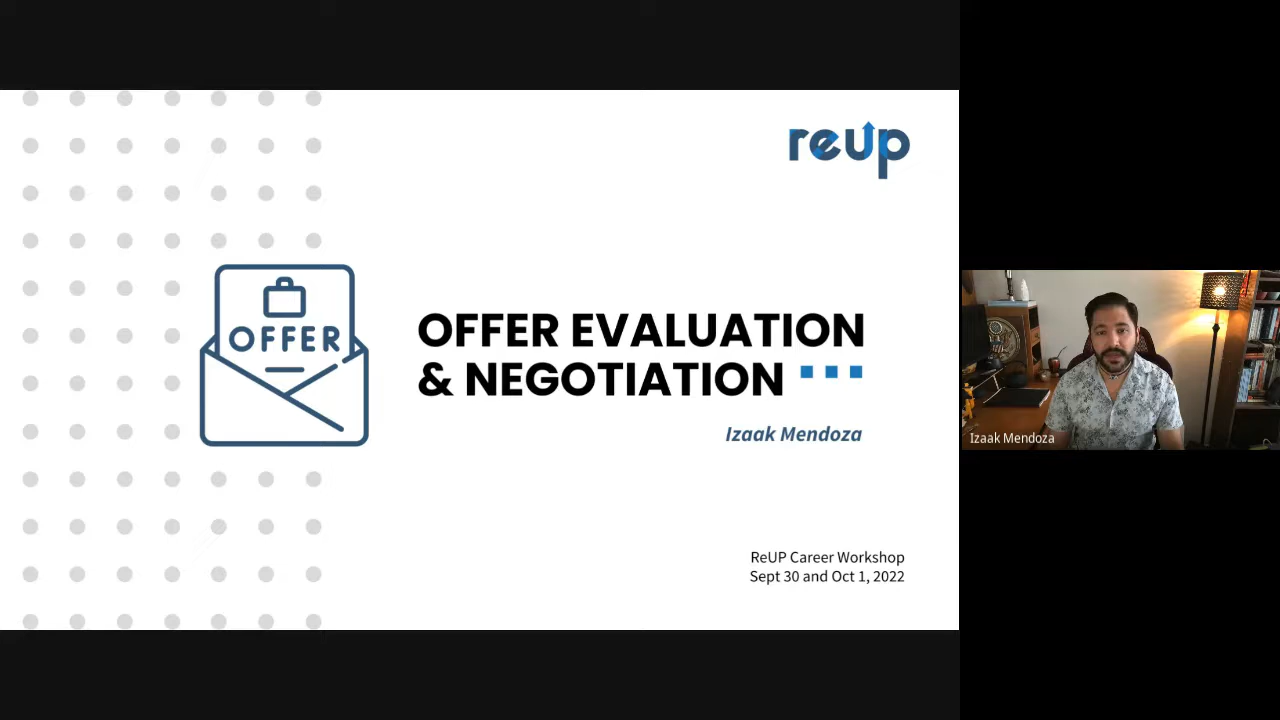 reup
OFFER
OFFER EVALUATION
& NEGOTIATION
Izaak Mendoza
ReUP Career Workshop
Sept 30 and Oct 1, 2022
Izaak Mendoza